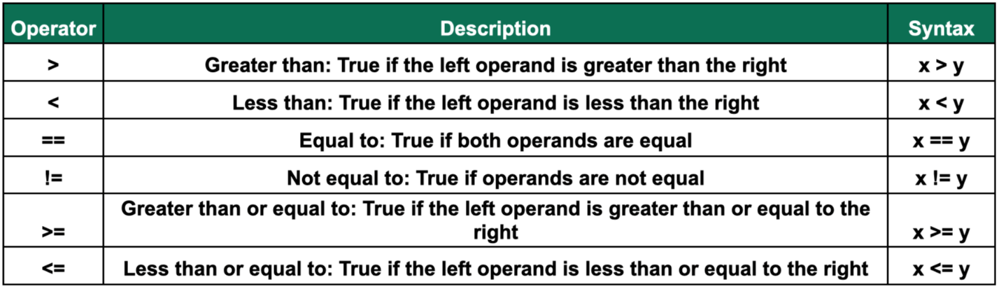 Operator Description Syntax
> Greater than: True if the left operand is greater than the right x > y
< Less than: True if the left operand is less than the right x < y
== Equal to: True if both operands are equal x == y
!= Not equal to: True if operands are not equal x != y
Greater than or equal to: True if the left operand is greater than or equal to the
>= right x >= y
<= Less than or equal to: True if the left operand is less than or equal to the right x <= y